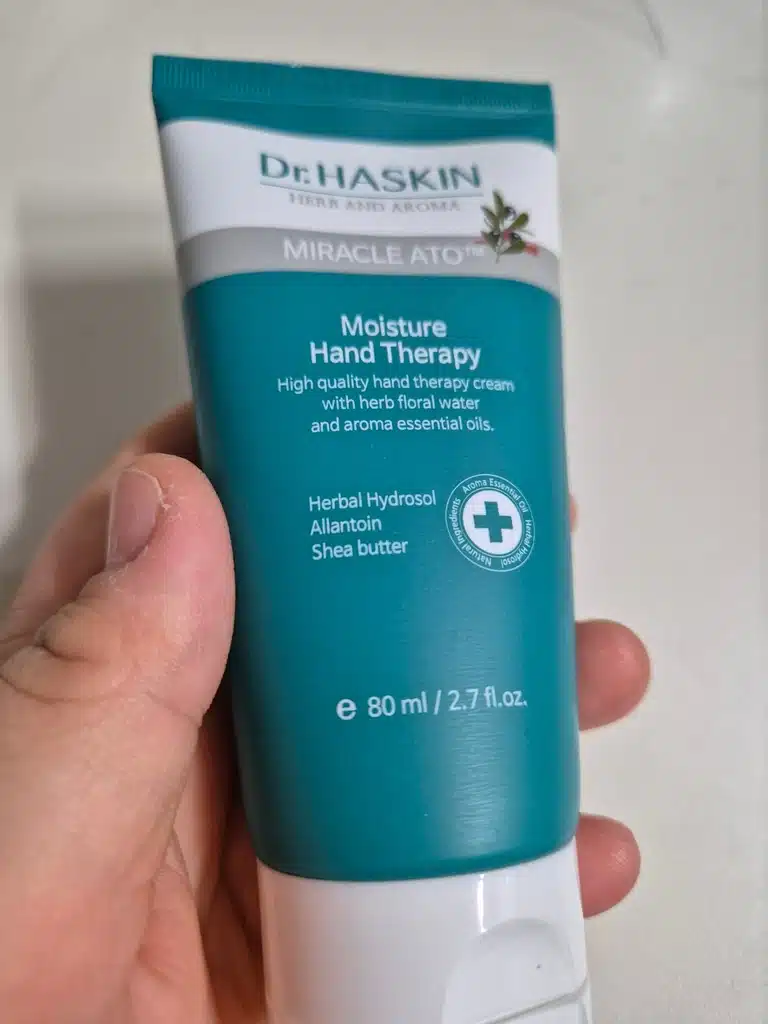 Dr.HASKIN
HERB AND AROMA
MIRACLE ATO™
Moisture
Hand Therapy
High quality hand therapy cream
with herb floral water
and aroma essential oils.
Herbal Hydrosol
Allantoin
Shea butter
Aroma Essential Oil
Herbal Hydrosol
Natural Ingredients
℮ 80 ml / 2.7 fl.oz.